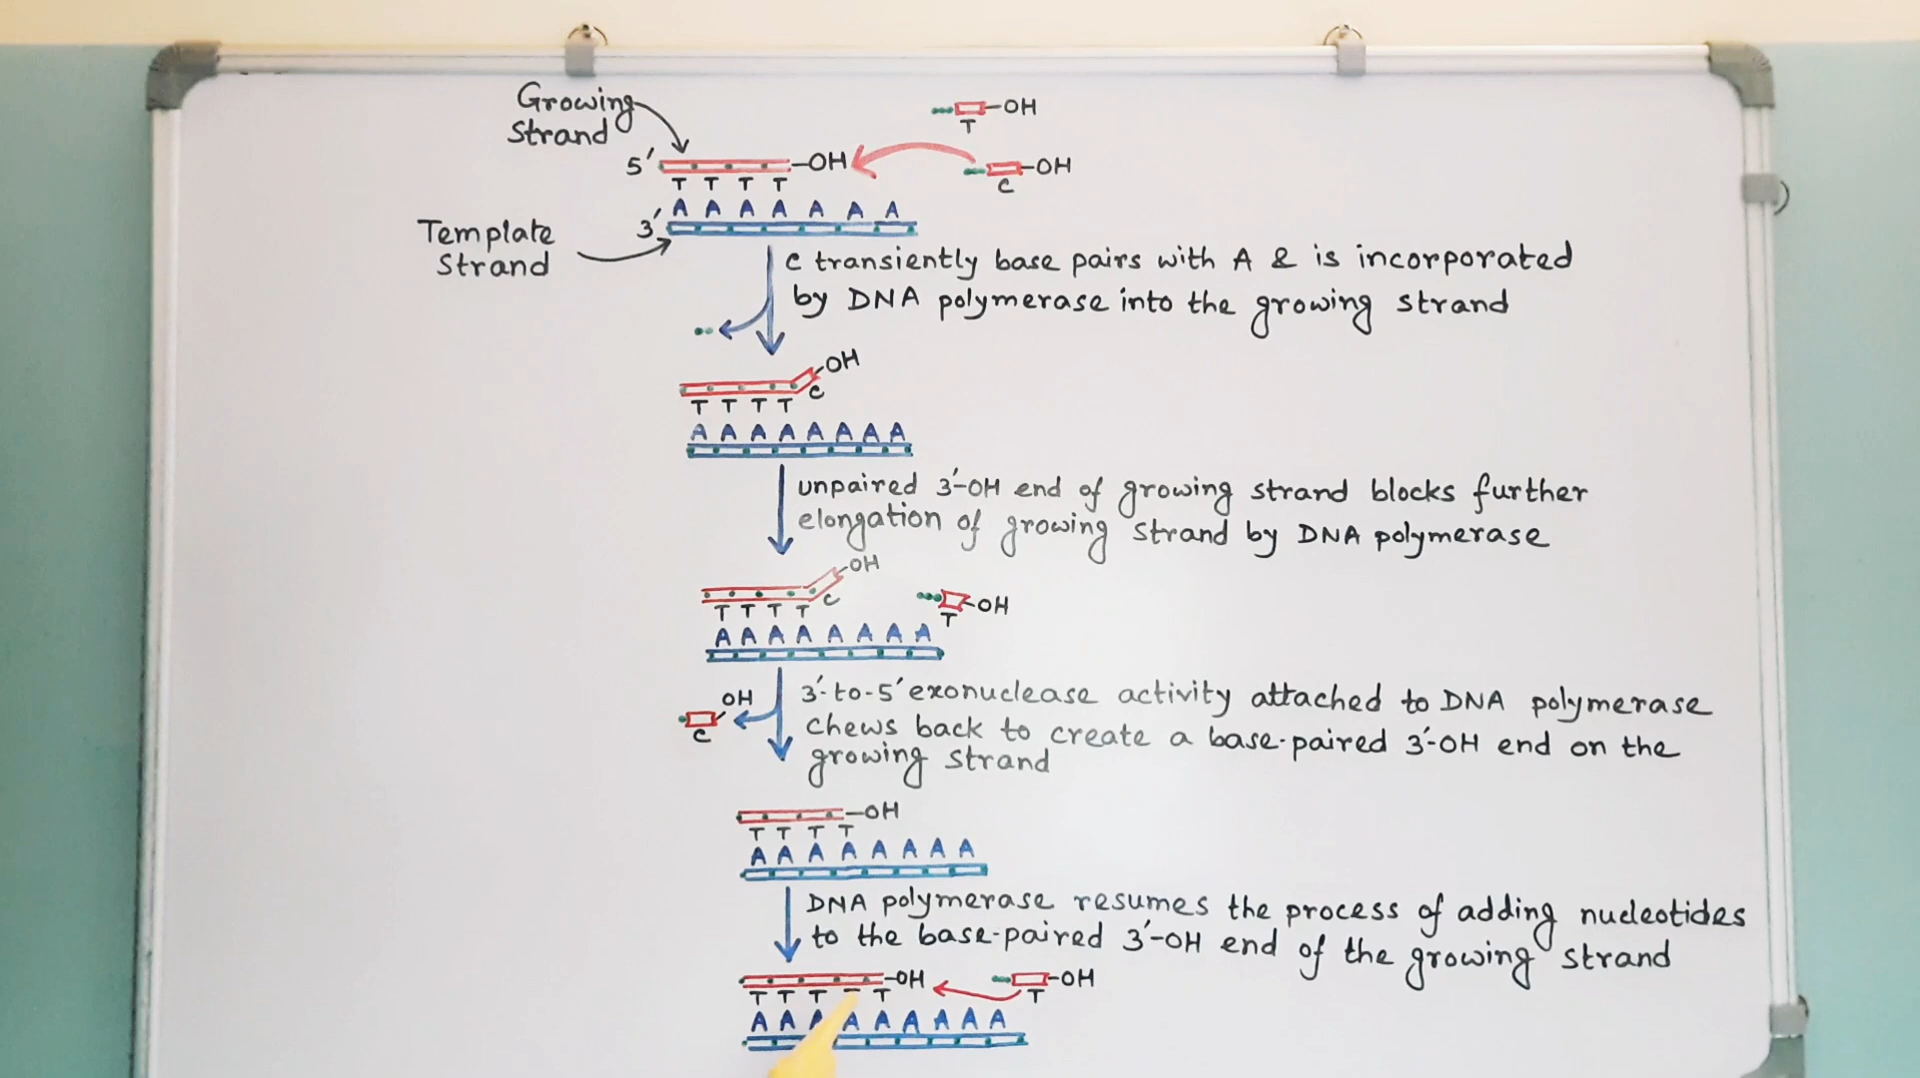 Growing
Strand
T -OH
5′ -OH
C -OH
T T T T
A A A A A A A
3′
Template
Strand
C transiently base pairs with A & is incorporated
by DNA polymerase into the growing strand
OH
C
T T T T
A A A A A A A A
unpaired 3′-OH end of growing strand blocks further
elongation of growing strand by DNA polymerase
-OH
C
T T T T
T -OH
A A A A A A A A
3′-to-5′ exonuclease activity attached to DNA polymerase
chews back to create a base-paired 3′-OH end on the
growing strand
OH
C
-OH
T T T T
A A A A A A A A
DNA polymerase resumes the process of adding nucleotides
to the base-paired 3′-OH end of the growing strand
-OH
T -OH
T T T T T
A A A A A A A A A